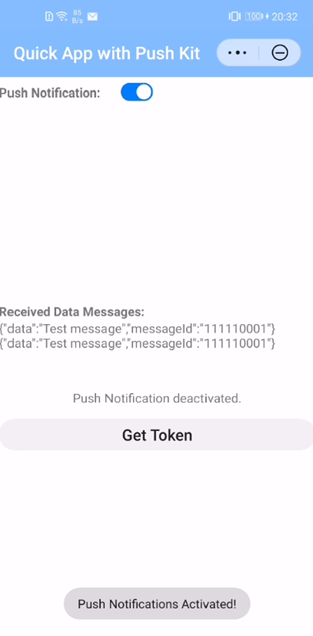 85
B/s
100
20:32
Quick App with Push Kit
Push Notification:
Received Data Messages:
{"data":"Test message","messageId":"111110001"}
{"data":"Test message","messageId":"111110001"}
Push Notification deactivated.
Get Token
Push Notifications Activated!